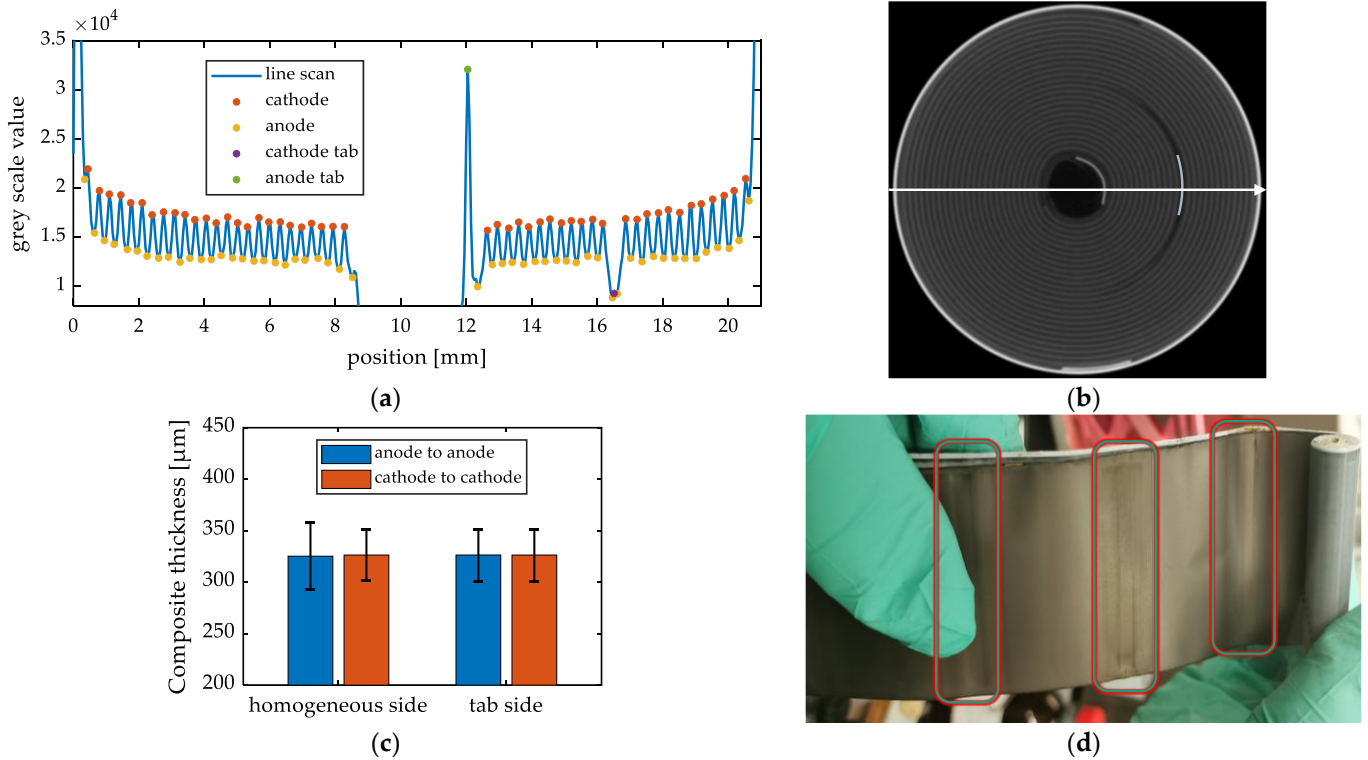 ×10⁴
3.5
3
2.5
2
1.5
1
grey scale value
line scan
cathode
anode
cathode tab
anode tab
0 2 4 6 8 10 12 14 16 18 20
position [mm]
(a)
(b)
450
400
350
300
250
200
Composite thickness [µm]
anode to anode
cathode to cathode
homogeneous side tab side
(c)
(d)